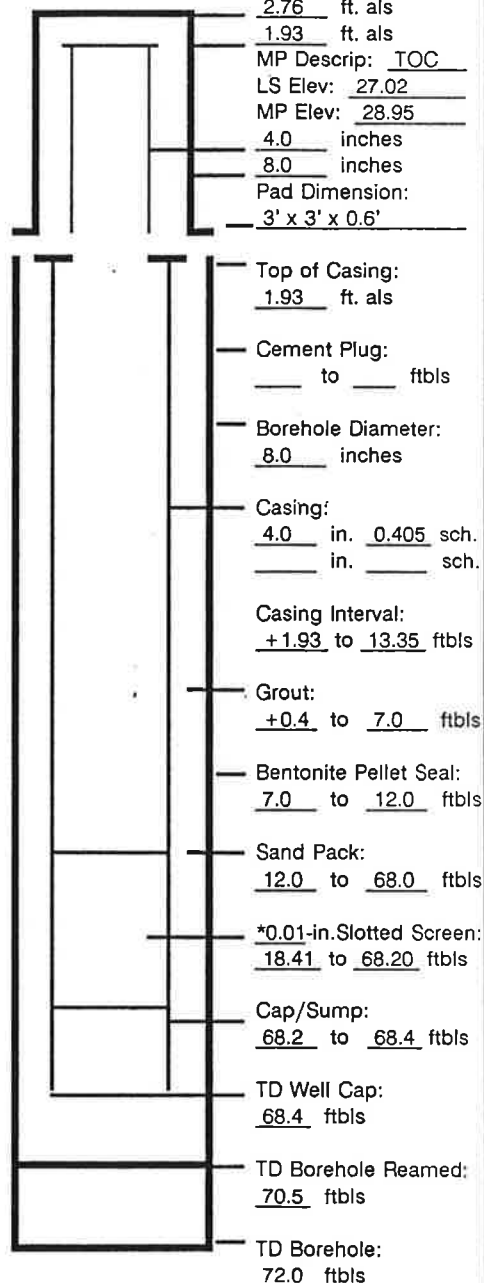 2.76 ft. als
1.93 ft. als
MP Descrip: TOC
LS Elev: 27.02
MP Elev: 28.95
4.0 inches
8.0 inches
Pad Dimension:
3' x 3' x 0.6'
Top of Casing:
1.93 ft. als
Cement Plug:
___ to ___ ftbls
Borehole Diameter:
8.0 inches
Casing:
4.0 in. 0.405 sch.
___ in. ___ sch.
Casing Interval:
+1.93 to 13.35 ftbls
Grout:
+0.4 to 7.0 ftbls
Bentonite Pellet Seal:
7.0 to 12.0 ftbls
Sand Pack:
12.0 to 68.0 ftbls
*0.01-in.Slotted Screen:
18.41 to 68.20 ftbls
Cap/Sump:
68.2 to 68.4 ftbls
TD Well Cap:
68.4 ftbls
TD Borehole Reamed:
70.5 ftbls
TD Borehole:
72.0 ftbls